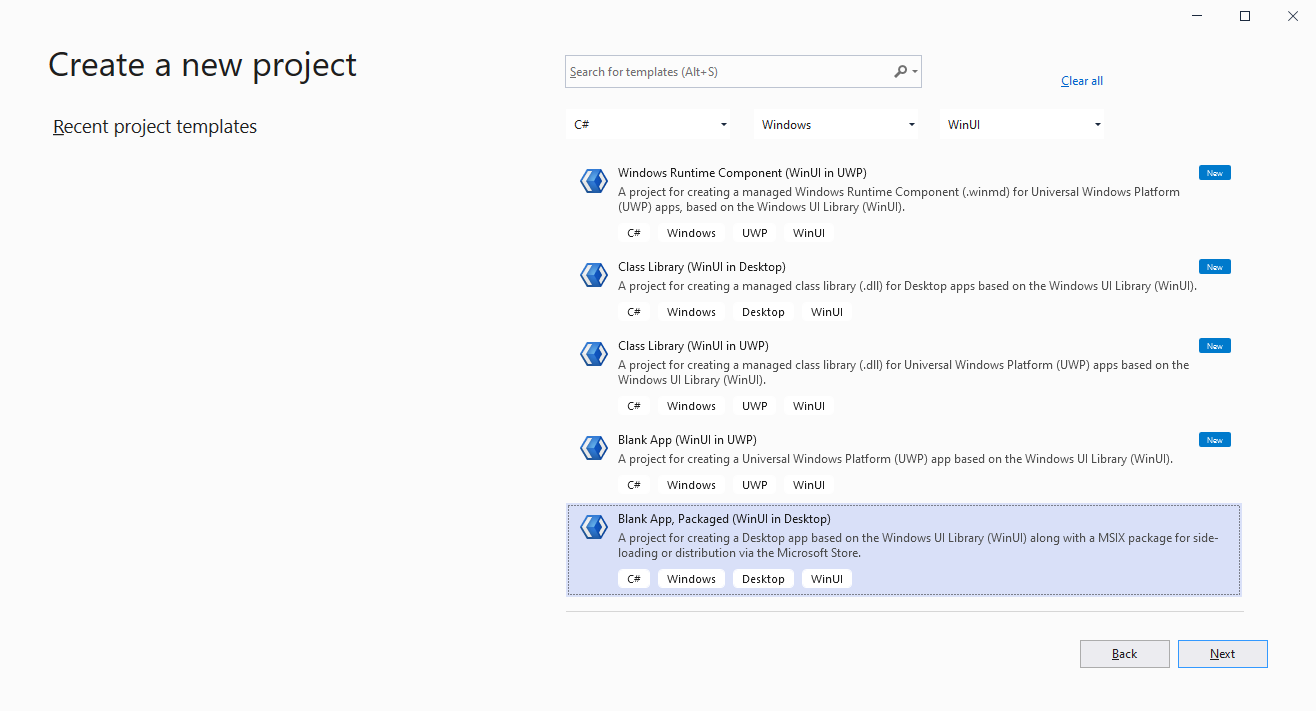 Create a new project
Recent project templates
Search for templates (Alt+S)
Clear all
C# Windows WinUI
Windows Runtime Component (WinUI in UWP) New
A project for creating a managed Windows Runtime Component (.winmd) for Universal Windows Platform
(UWP) apps, based on the Windows UI Library (WinUI).
C# Windows UWP WinUI
Class Library (WinUI in Desktop) New
A project for creating a managed class library (.dll) for Desktop apps based on the Windows UI Library (WinUI).
C# Windows Desktop WinUI
Class Library (WinUI in UWP) New
A project for creating a managed class library (.dll) for Universal Windows Platform (UWP) apps based on the
Windows UI Library (WinUI).
C# Windows UWP WinUI
Blank App (WinUI in UWP) New
A project for creating a Universal Windows Platform (UWP) app based on the Windows UI Library (WinUI).
C# Windows UWP WinUI
Blank App, Packaged (WinUI in Desktop)
A project for creating a Desktop app based on the Windows UI Library (WinUI) along with a MSIX package for side-
loading or distribution via the Microsoft Store.
C# Windows Desktop WinUI
Back Next